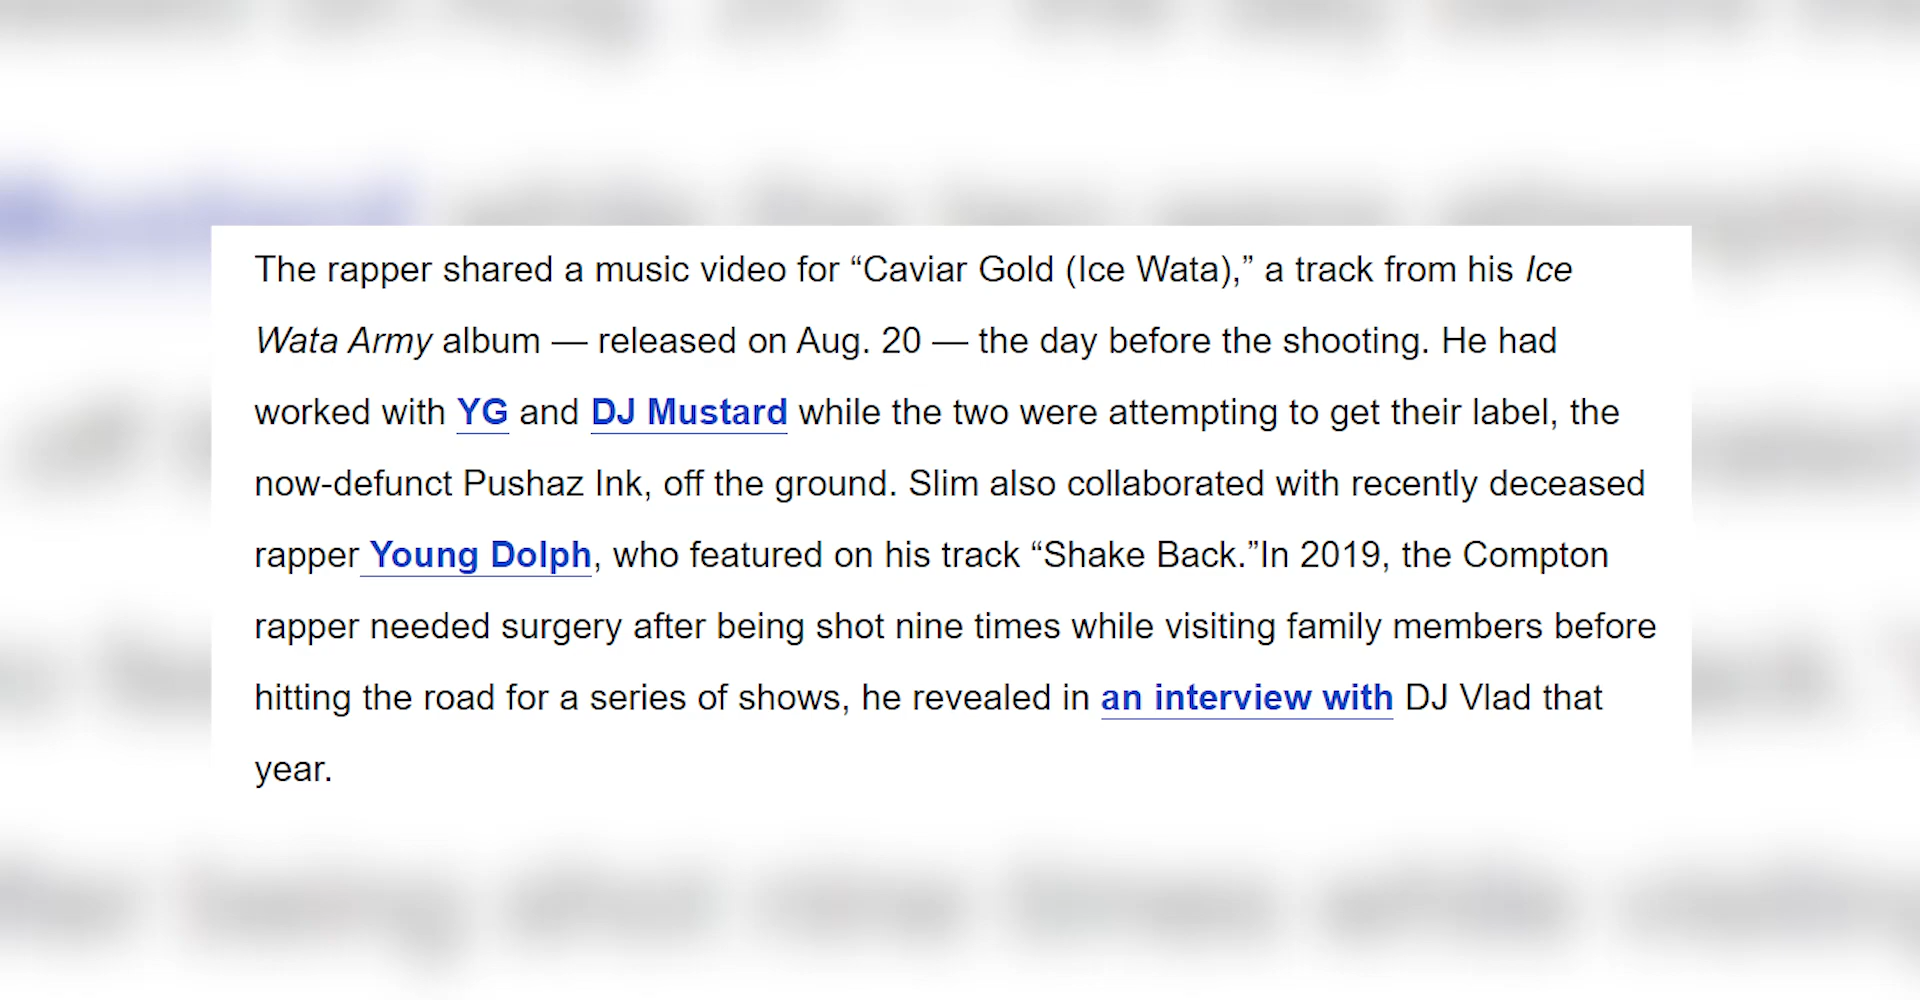 The rapper shared a music video for “Caviar Gold (Ice Wata),” a track from his Ice
Wata Army album — released on Aug. 20 — the day before the shooting. He had
worked with YG and DJ Mustard while the two were attempting to get their label, the
now-defunct Pushaz Ink, off the ground. Slim also collaborated with recently deceased
rapper Young Dolph, who featured on his track “Shake Back.”In 2019, the Compton
rapper needed surgery after being shot nine times while visiting family members before
hitting the road for a series of shows, he revealed in an interview with DJ Vlad that
year.